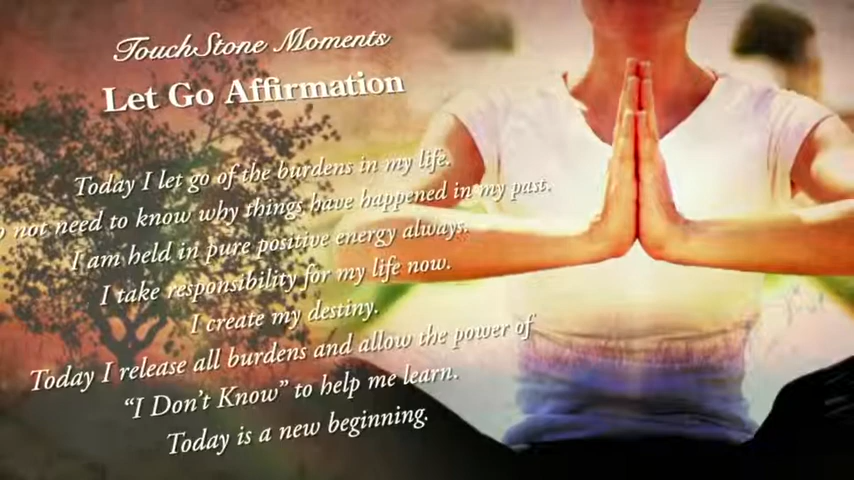 TouchStone Moments
Let Go Affirmation
Today I let go of the burdens in my life.
not need to know why things have happened in my past.
I am held in pure positive energy always.
I take responsibility for my life now.
I create my destiny.
Today I release all burdens and allow the power of
“I Don’t Know” to help me learn.
Today is a new beginning.